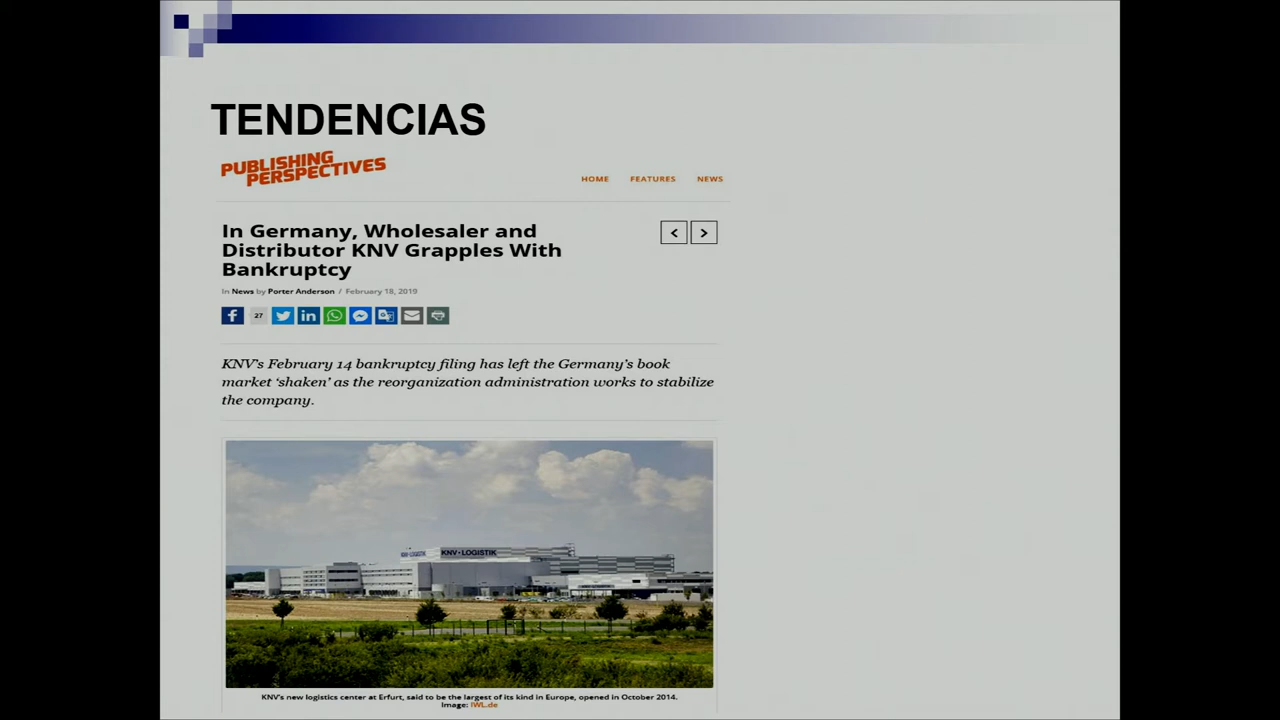 TENDENCIAS
PUBLISHING
PERSPECTIVES
HOME FEATURES NEWS
In Germany, Wholesaler and
Distributor KNV Grapples With
Bankruptcy
< >
In News by Porter Anderson / February 18, 2019
27
KNV's February 14 bankruptcy filing has left the Germany's book
market 'shaken' as the reorganization administration works to stabilize
the company.
KNV·LOGISTIK
KNV's new logistics center at Erfurt, said to be the largest of its kind in Europe, opened in October 2014.
Image: IWL.de